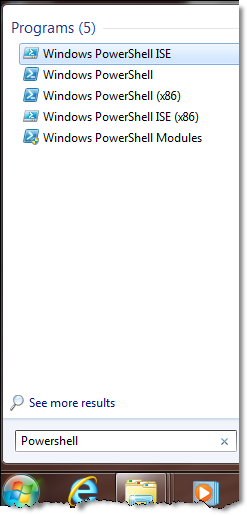 Programs (5)
Windows PowerShell ISE
Windows PowerShell
Windows PowerShell (x86)
Windows PowerShell ISE (x86)
Windows PowerShell Modules
See more results
Powershell